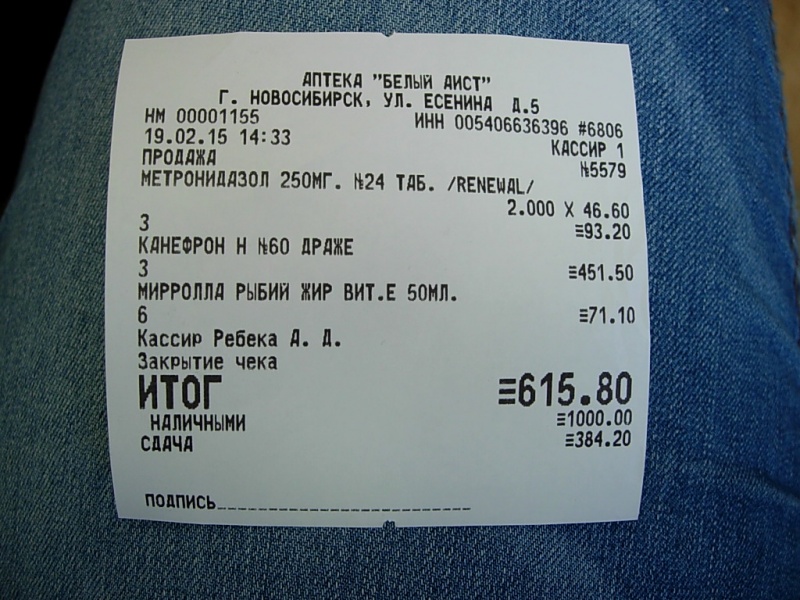 АПТЕКА "БЕЛЫЙ АИСТ"
Г. НОВОСИБИРСК, УЛ. ЕСЕНИНА Д.5
НМ 00001155 ИНН 005406636396 #6806
19.02.15 14:33 КАССИР 1
ПРОДАЖА №5579
МЕТРОНИДАЗОЛ 250МГ. №24 ТАБ. /RENEWAL/
2.000 X 46.60
3 ≡93.20
КАНЕФРОН Н №60 ДРАЖЕ
3 ≡451.50
МИРРОЛЛА РЫБИЙ ЖИР ВИТ.Е 50МЛ.
6 ≡71.10
Кассир Ребека А. Д.
Закрытие чека
ИТОГ ≡615.80
НАЛИЧНЫМИ ≡1000.00
СДАЧА ≡384.20
ПОДПИСЬ_________________________